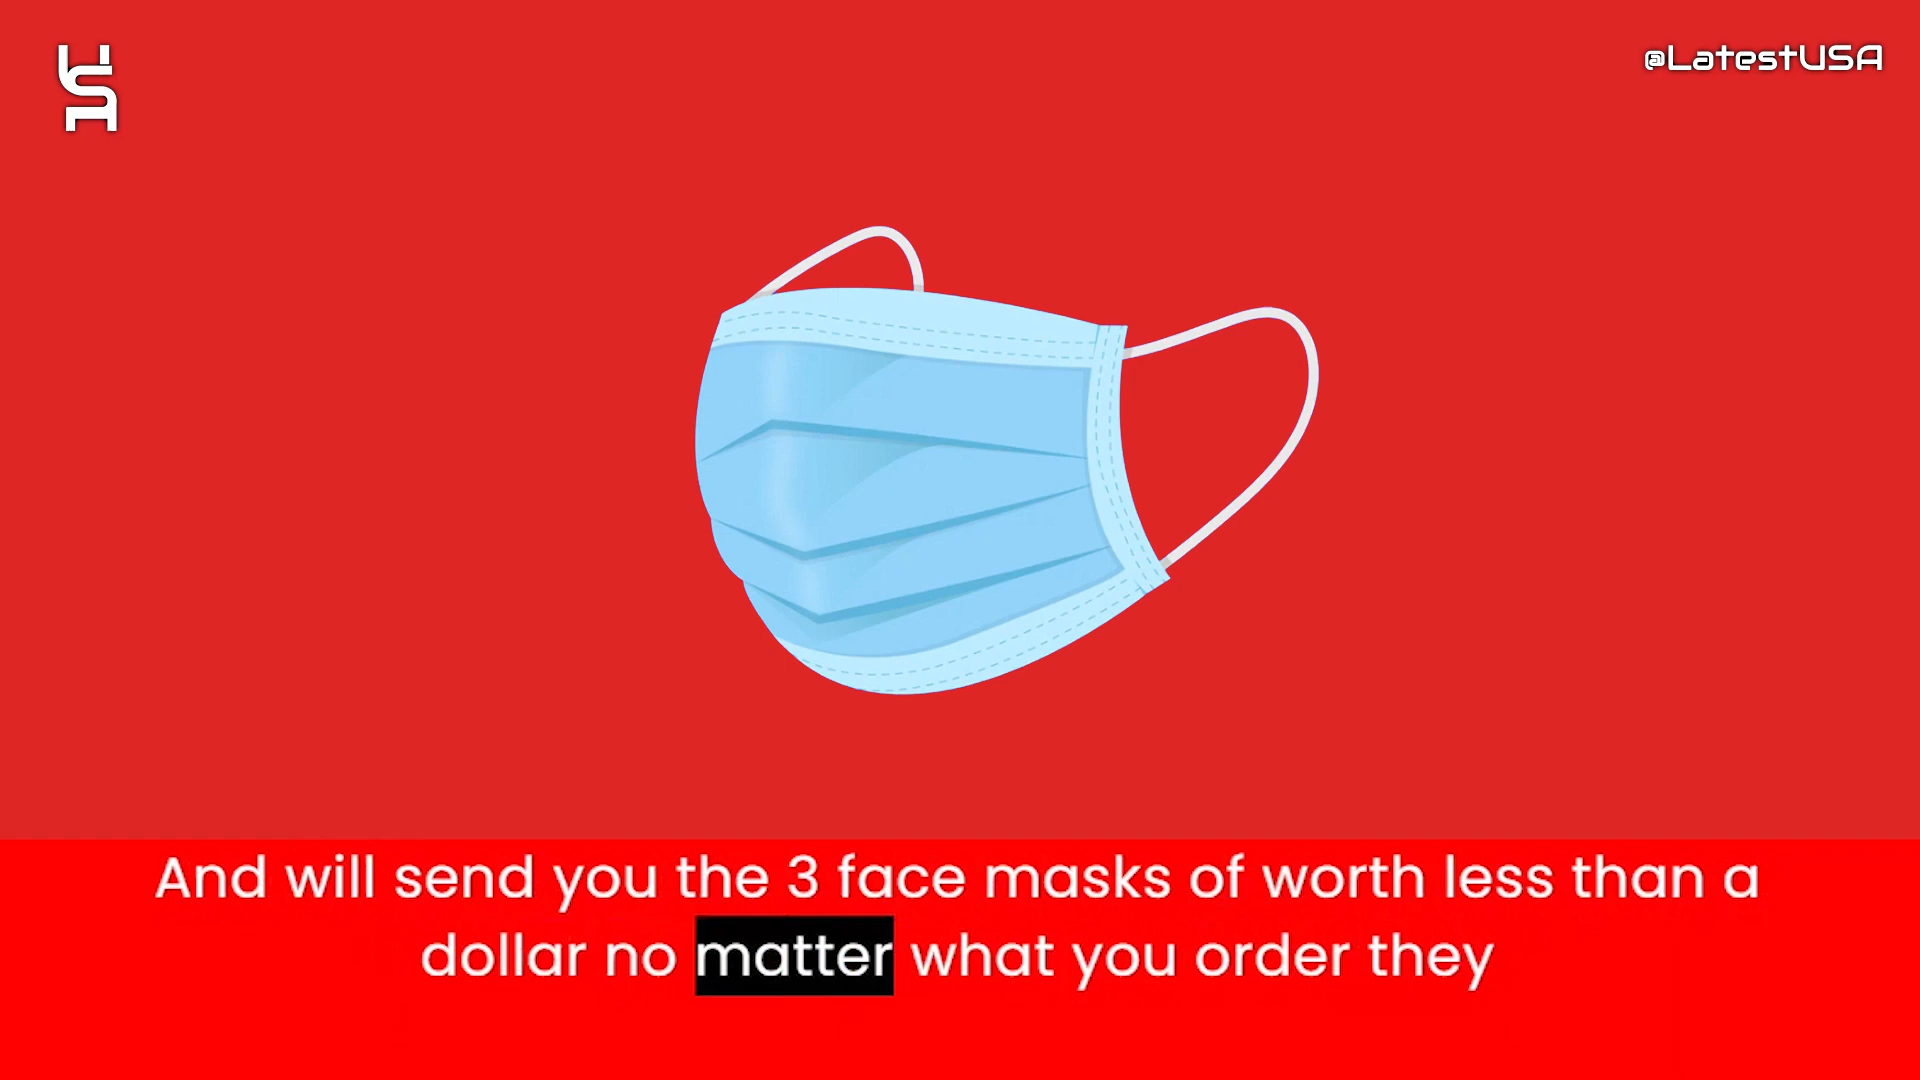 USA
@LatestUSA
And will send you the 3 face masks of worth less than a
dollar no matter what you order they